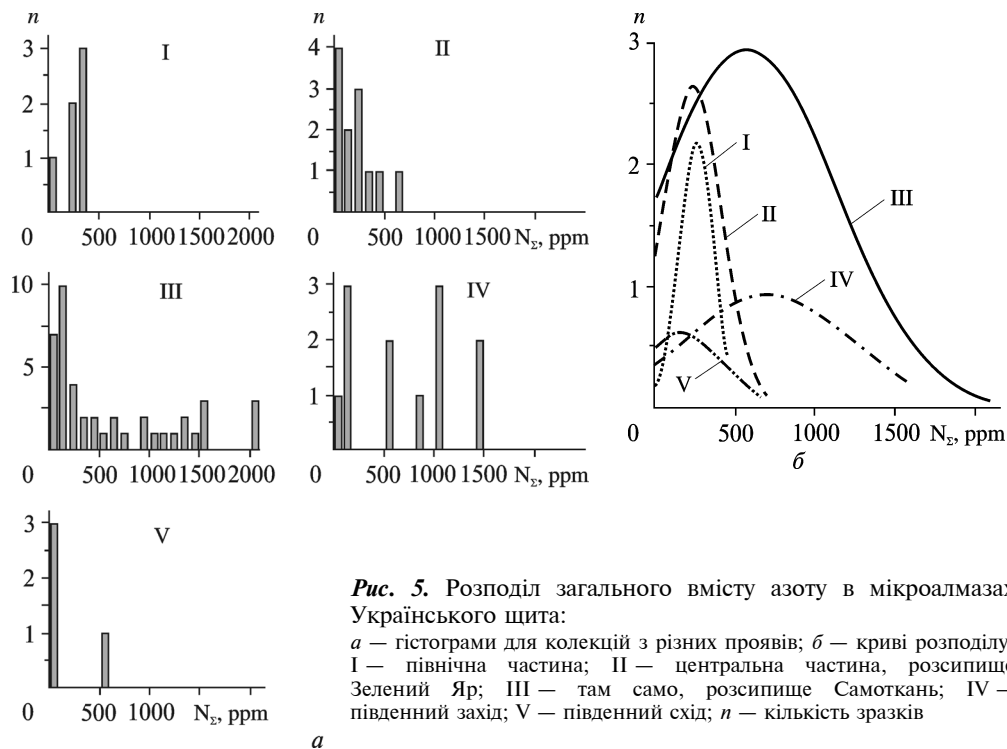 n
3
2
1
I
0
500
1000
1500
2000
n
4
3
2
1
II
0
500
1000
1500
N_Σ, ppm
10
5
III
0
500
1000
1500
2000
3
2
1
IV
0
500
1000
1500
N_Σ, ppm
3
2
1
V
0
500
1000
N_Σ, ppm
а
n
3
2
1
I
II
III
IV
V
0
500
1000
1500
N_Σ, ppm
б
Рис. 5. Розподіл загального вмісту азоту в мікроалмазах
Українського щита:
а — гістограми для колекцій з різних проявів; б — криві розподілу
I — північна частина; II — центральна частина, розсипище
Зелений Яр; III — там само, розсипище Самоткань; IV —
південний захід; V — південний схід; n — кількість зразків